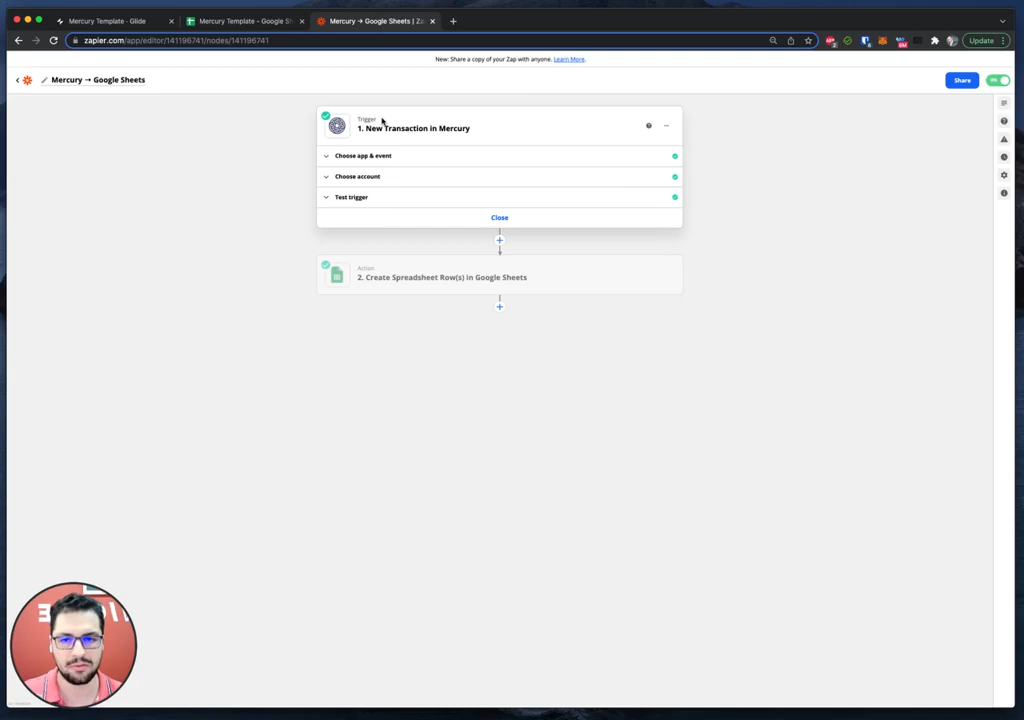 Mercury Template - Glide
Mercury Template - Google Sh
Mercury → Google Sheets | Za
zapier.com/app/editor/141196741/nodes/141196741
Update
New: Share a copy of your Zap with anyone. Learn More.
Mercury → Google Sheets
Share
Trigger
1. New Transaction in Mercury
Choose app & event
Choose account
Test trigger
Close
Action
2. Create Spreadsheet Row(s) in Google Sheets